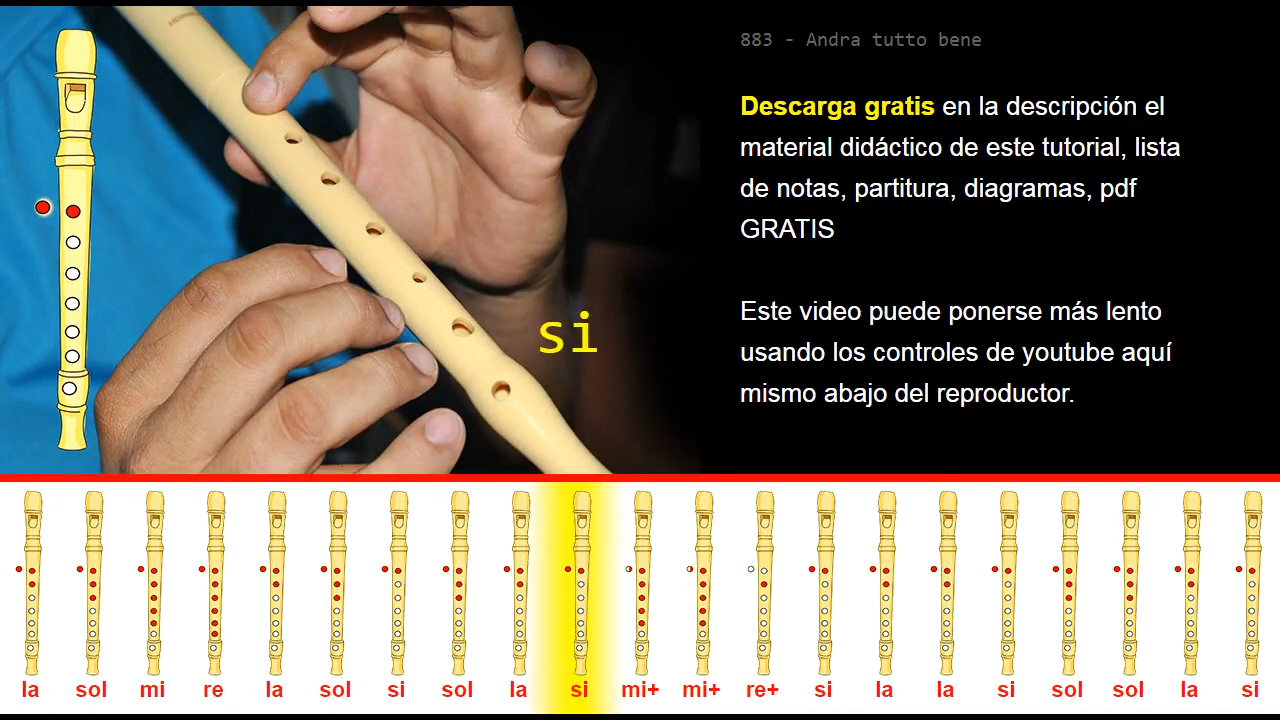 883 - Andra tutto bene
Descarga gratis en la descripción el
material didáctico de este tutorial, lista
de notas, partitura, diagramas, pdf
GRATIS
Este video puede ponerse más lento
usando los controles de youtube aquí
mismo abajo del reproductor.
si
la sol mi re la sol si sol la si mi+ mi+ re+ si la la si sol sol la si